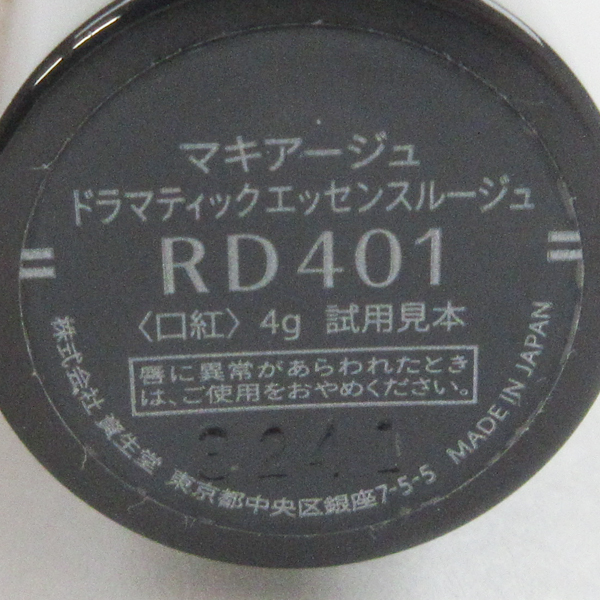 マキアージュ
ドラマティックエッセンスルージュ
RD401
〈口紅〉 4g 試用見本
唇に異常があらわれたとき
は、ご使用をおやめください。
株式会社 資生堂 東京都中央区銀座7-5-5 MADE IN JAPAN